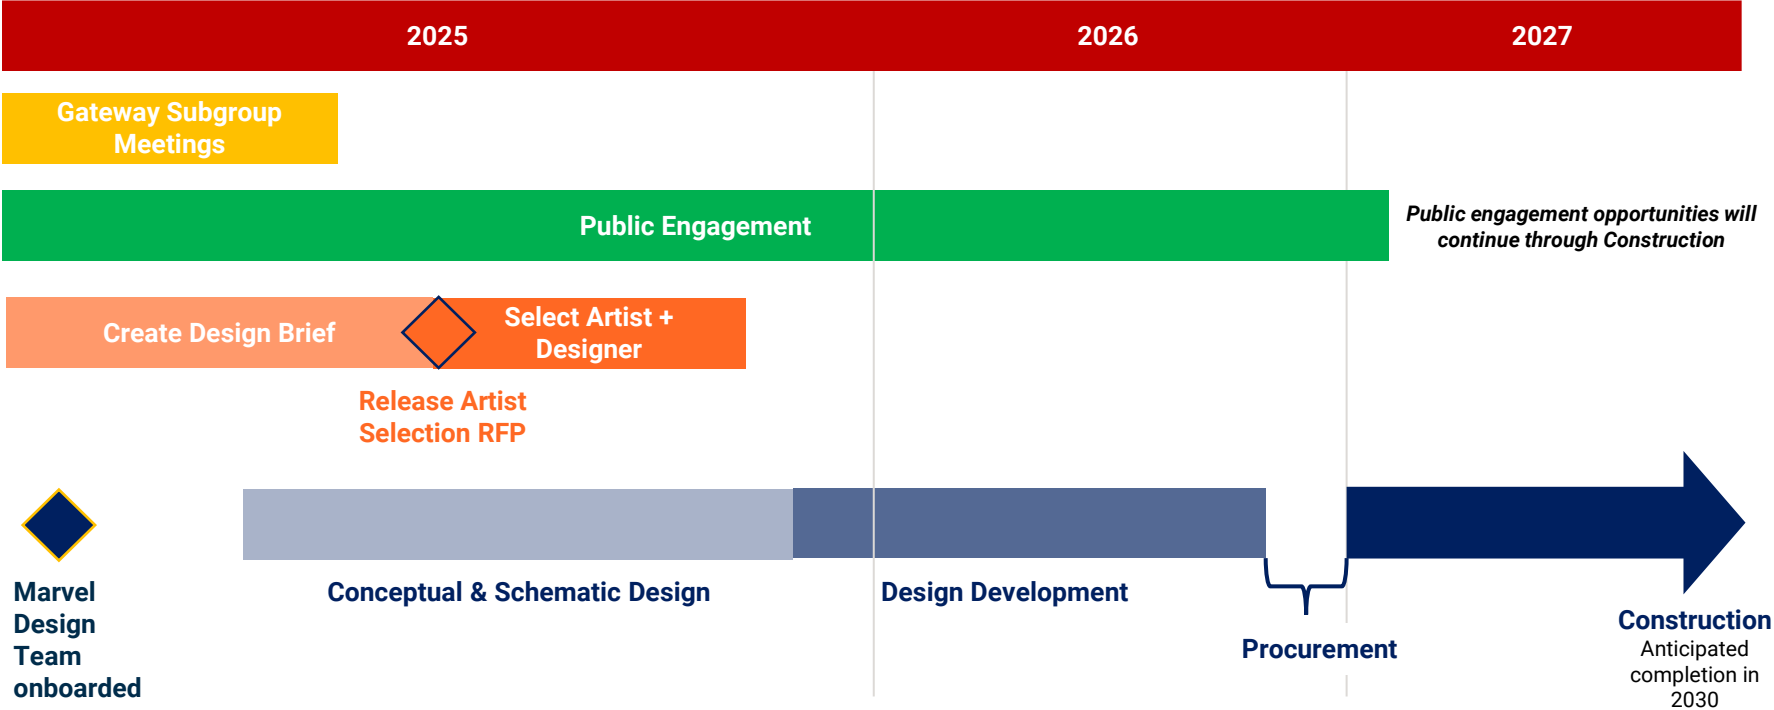 2025 2026 2027
Gateway Subgroup
Meetings
Public Engagement
Public engagement opportunities will
continue through Construction
Create Design Brief
Select Artist +
Designer
Release Artist
Selection RFP
Marvel
Design
Team
onboarded
Conceptual & Schematic Design
Design Development
Procurement
Construction
Anticipated
completion in
2030